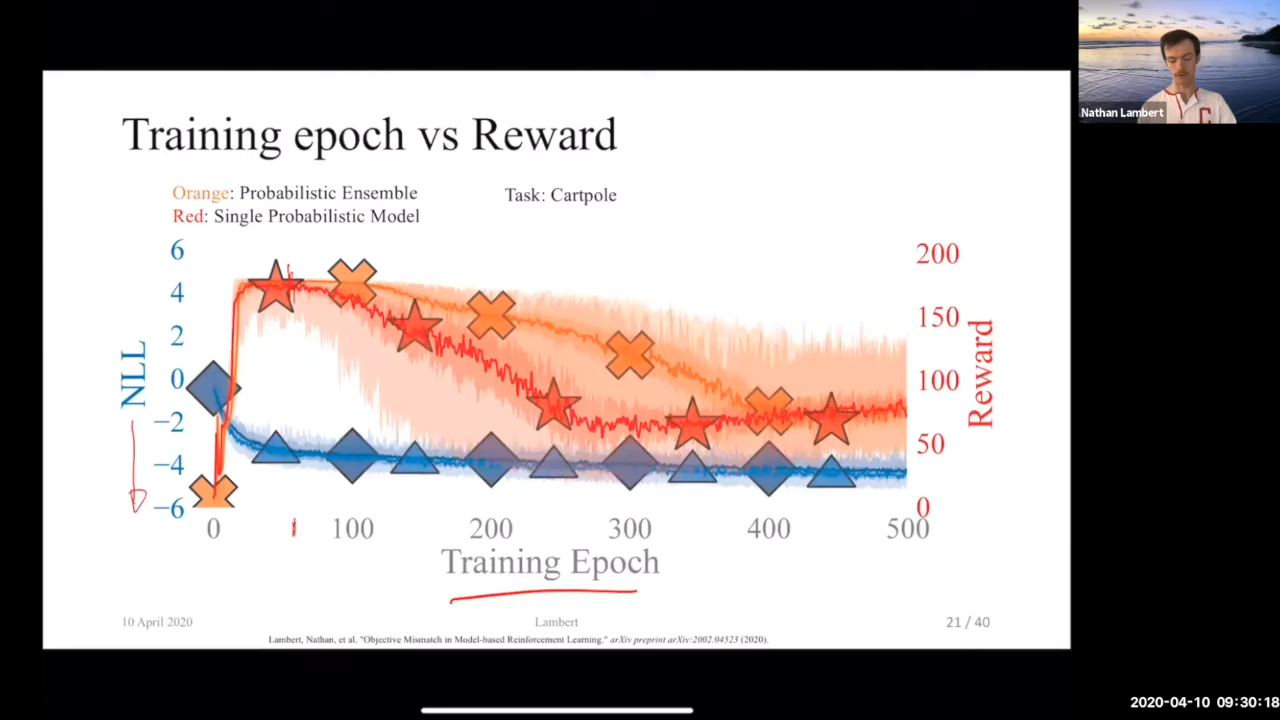 Nathan Lambert
Training epoch vs Reward
Orange: Probabilistic Ensemble
Red: Single Probabilistic Model
Task: Cartpole
6
4
2
0
−2
−4
−6
NLL
200
150
100
50
0
Reward
0
100
200
300
400
500
Training Epoch
10 April 2020
Lambert
21 / 40
Lambert, Nathan, et al. "Objective Mismatch in Model-based Reinforcement Learning." arXiv preprint arXiv:2002.04523 (2020).
2020-04-10 09:30:18